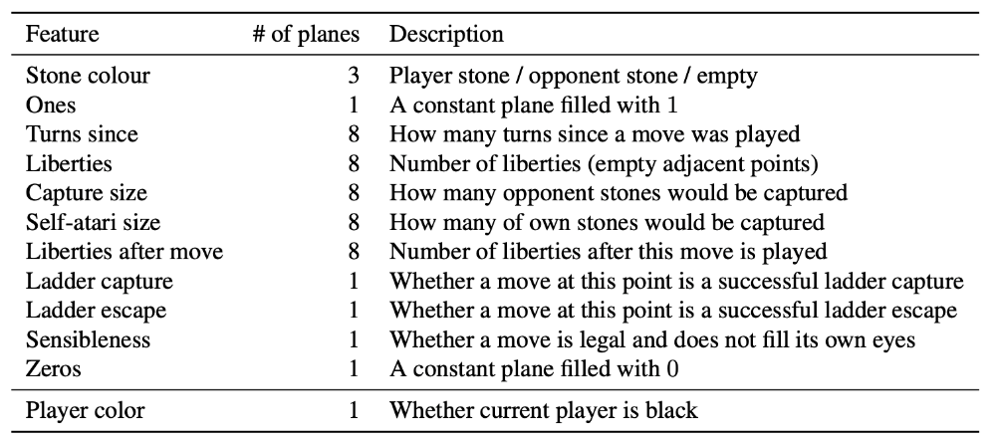 Feature # of planes Description
Stone colour 3 Player stone / opponent stone / empty
Ones 1 A constant plane filled with 1
Turns since 8 How many turns since a move was played
Liberties 8 Number of liberties (empty adjacent points)
Capture size 8 How many opponent stones would be captured
Self-atari size 8 How many of own stones would be captured
Liberties after move 8 Number of liberties after this move is played
Ladder capture 1 Whether a move at this point is a successful ladder capture
Ladder escape 1 Whether a move at this point is a successful ladder escape
Sensibleness 1 Whether a move is legal and does not fill its own eyes
Zeros 1 A constant plane filled with 0
Player color 1 Whether current player is black